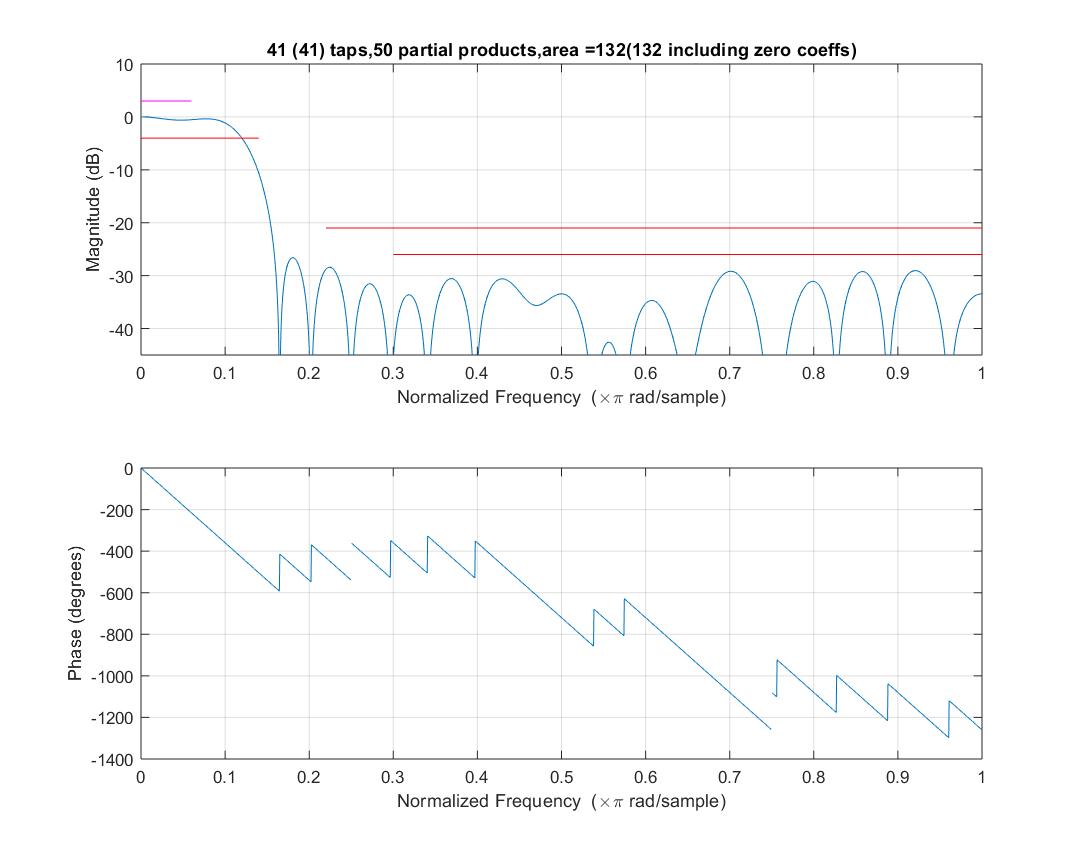 41 (41) taps,50 partial products,area =132(132 including zero coeffs)
10
0
-10
-20
-30
-40
Magnitude (dB)
0 0.1 0.2 0.3 0.4 0.5 0.6 0.7 0.8 0.9 1
Normalized Frequency (×π rad/sample)
0
-200
-400
-600
-800
-1000
-1200
-1400
Phase (degrees)
0 0.1 0.2 0.3 0.4 0.5 0.6 0.7 0.8 0.9 1
Normalized Frequency (×π rad/sample)